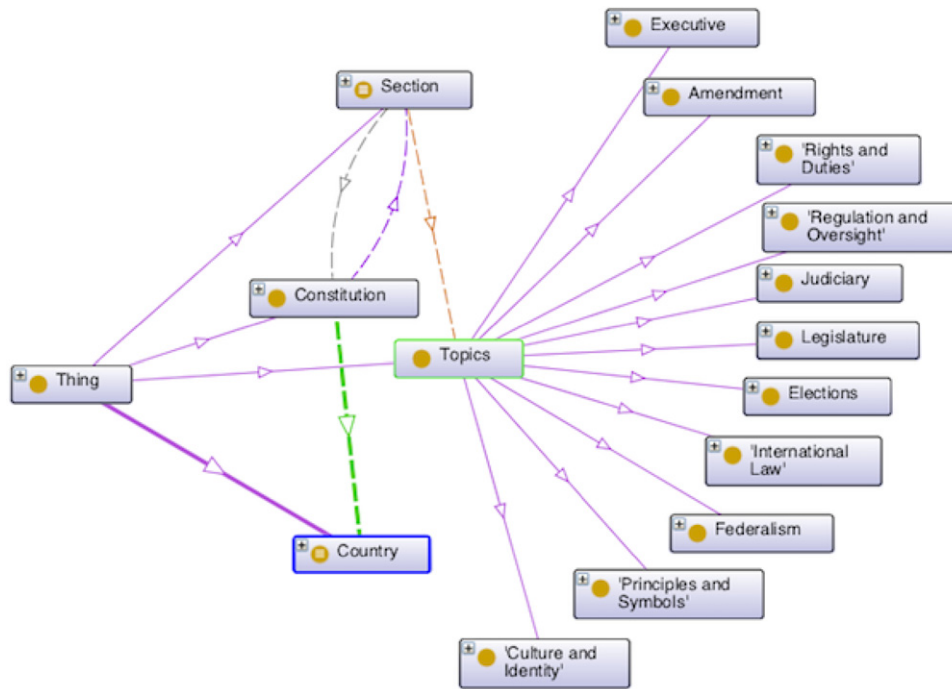 Executive
Section
Amendment
'Rights and
Duties'
'Regulation and
Oversight'
Judiciary
Constitution
Legislature
Topics
Thing
Elections
'International
Law'
Federalism
Country
'Principles and
Symbols'
'Culture and
Identity'